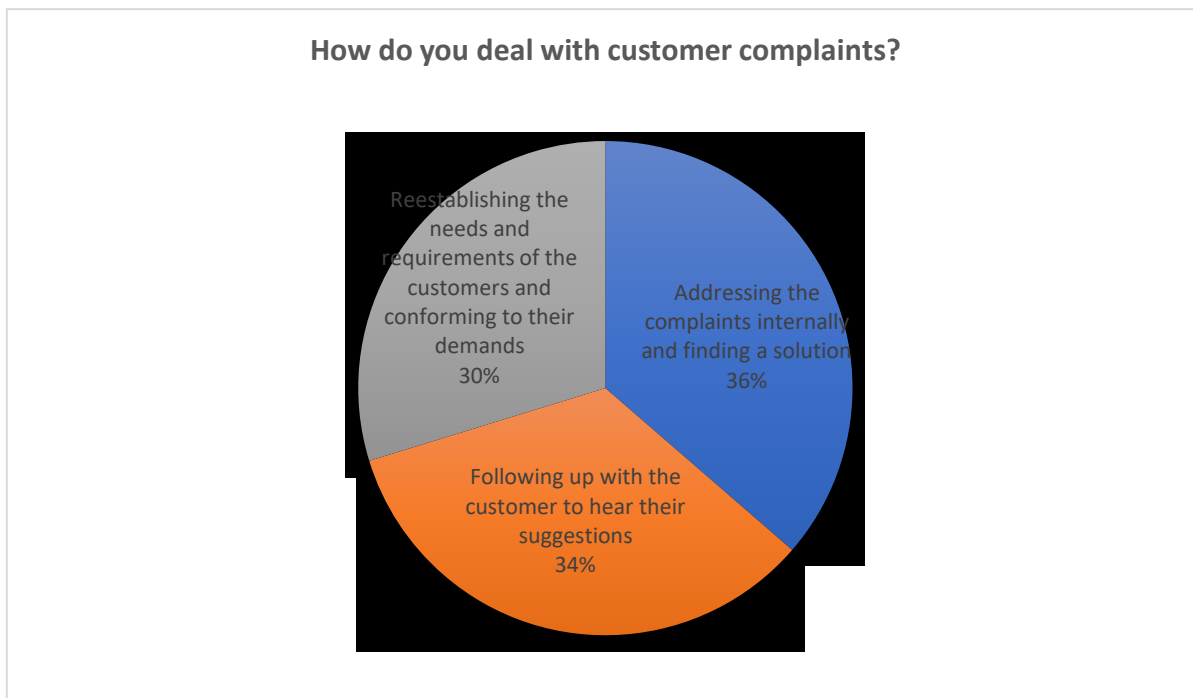 How do you deal with customer complaints?
Reestablishing the
needs and
requirements of the
customers and
conforming to their
demands
30%
Addressing the
complaints internally
and finding a solution
36%
Following up with the
customer to hear their
suggestions
34%